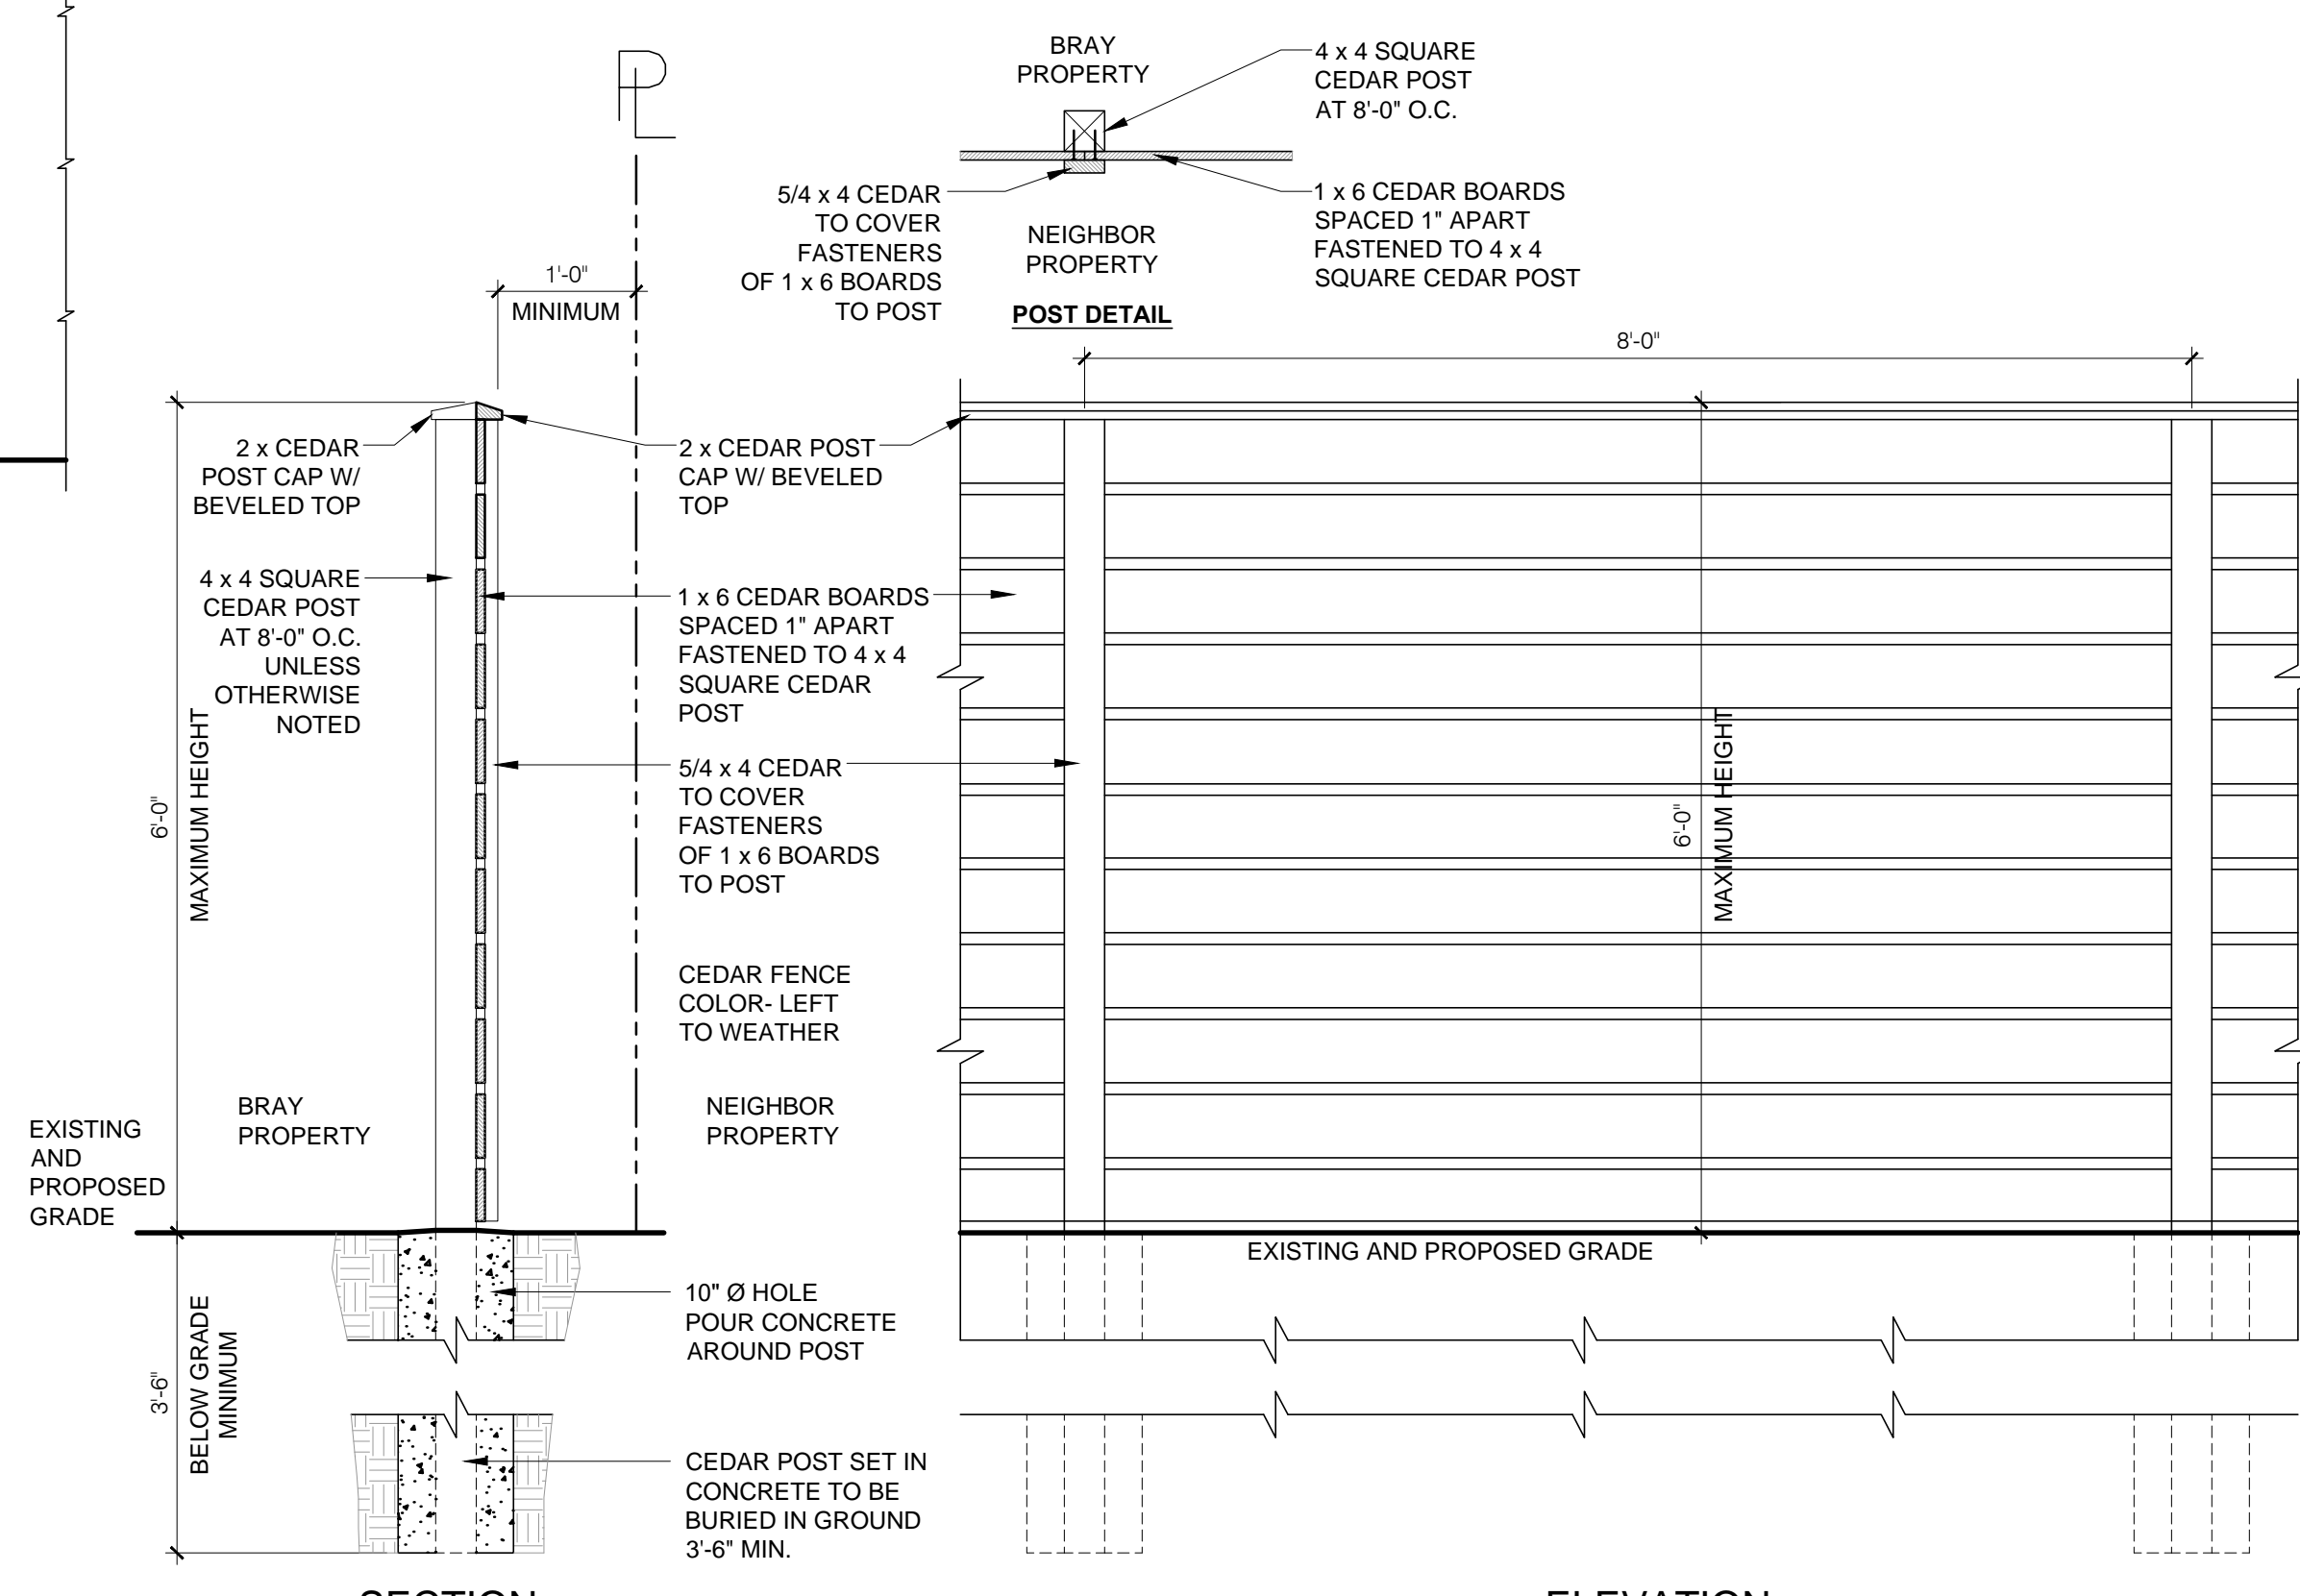 PL
BRAY
PROPERTY
4 x 4 SQUARE
CEDAR POST
AT 8'-0" O.C.
5/4 x 4 CEDAR
TO COVER
FASTENERS
OF 1 x 6 BOARDS
TO POST
NEIGHBOR
PROPERTY
1 x 6 CEDAR BOARDS
SPACED 1" APART
FASTENED TO 4 x 4
SQUARE CEDAR POST
POST DETAIL
1'-0"
MINIMUM
8'-0"
2 x CEDAR
POST CAP W/
BEVELED TOP
2 x CEDAR POST
CAP W/ BEVELED
TOP
4 x 4 SQUARE
CEDAR POST
AT 8'-0" O.C.
UNLESS
OTHERWISE
NOTED
1 x 6 CEDAR BOARDS
SPACED 1" APART
FASTENED TO 4 x 4
SQUARE CEDAR
POST
5/4 x 4 CEDAR
TO COVER
FASTENERS
OF 1 x 6 BOARDS
TO POST
6'-0"
MAXIMUM HEIGHT
6'-0"
MAXIMUM HEIGHT
CEDAR FENCE
COLOR- LEFT
TO WEATHER
BRAY
PROPERTY
NEIGHBOR
PROPERTY
EXISTING
AND
PROPOSED
GRADE
EXISTING AND PROPOSED GRADE
10" Ø HOLE
POUR CONCRETE
AROUND POST
3'-6"
BELOW GRADE
MINIMUM
CEDAR POST SET IN
CONCRETE TO BE
BURIED IN GROUND
3'-6" MIN.
SECTION
ELEVATION